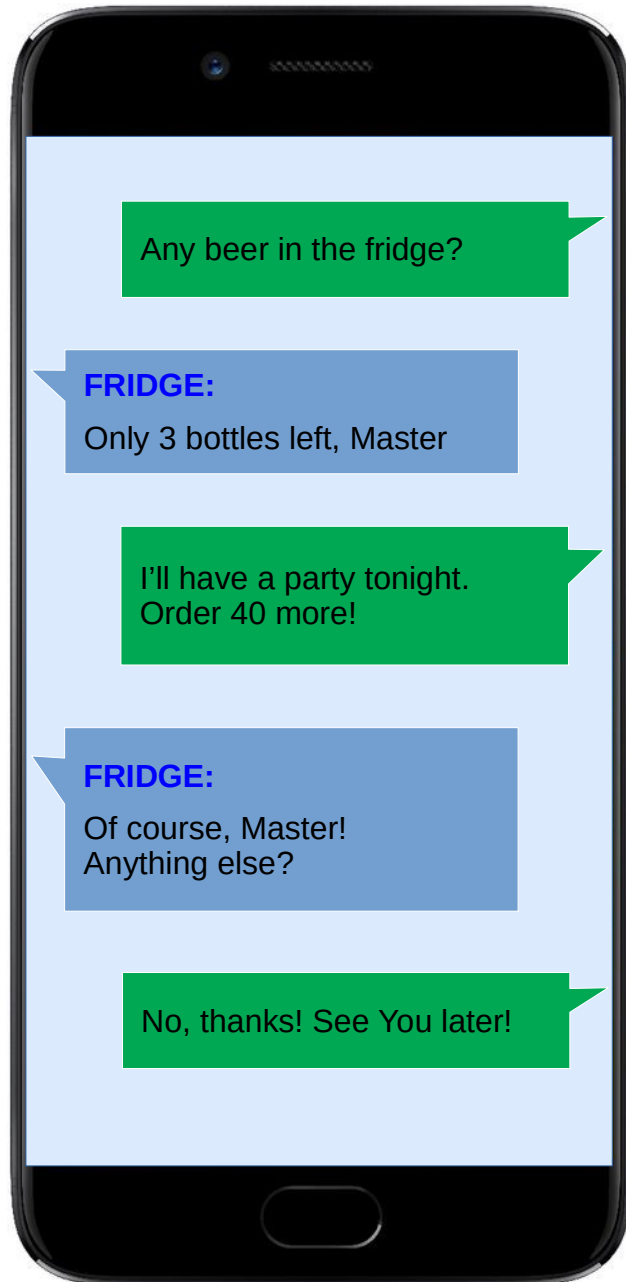 Any beer in the fridge?
FRIDGE:
Only 3 bottles left, Master
I’ll have a party tonight.
Order 40 more!
FRIDGE:
Of course, Master!
Anything else?
No, thanks! See You later!